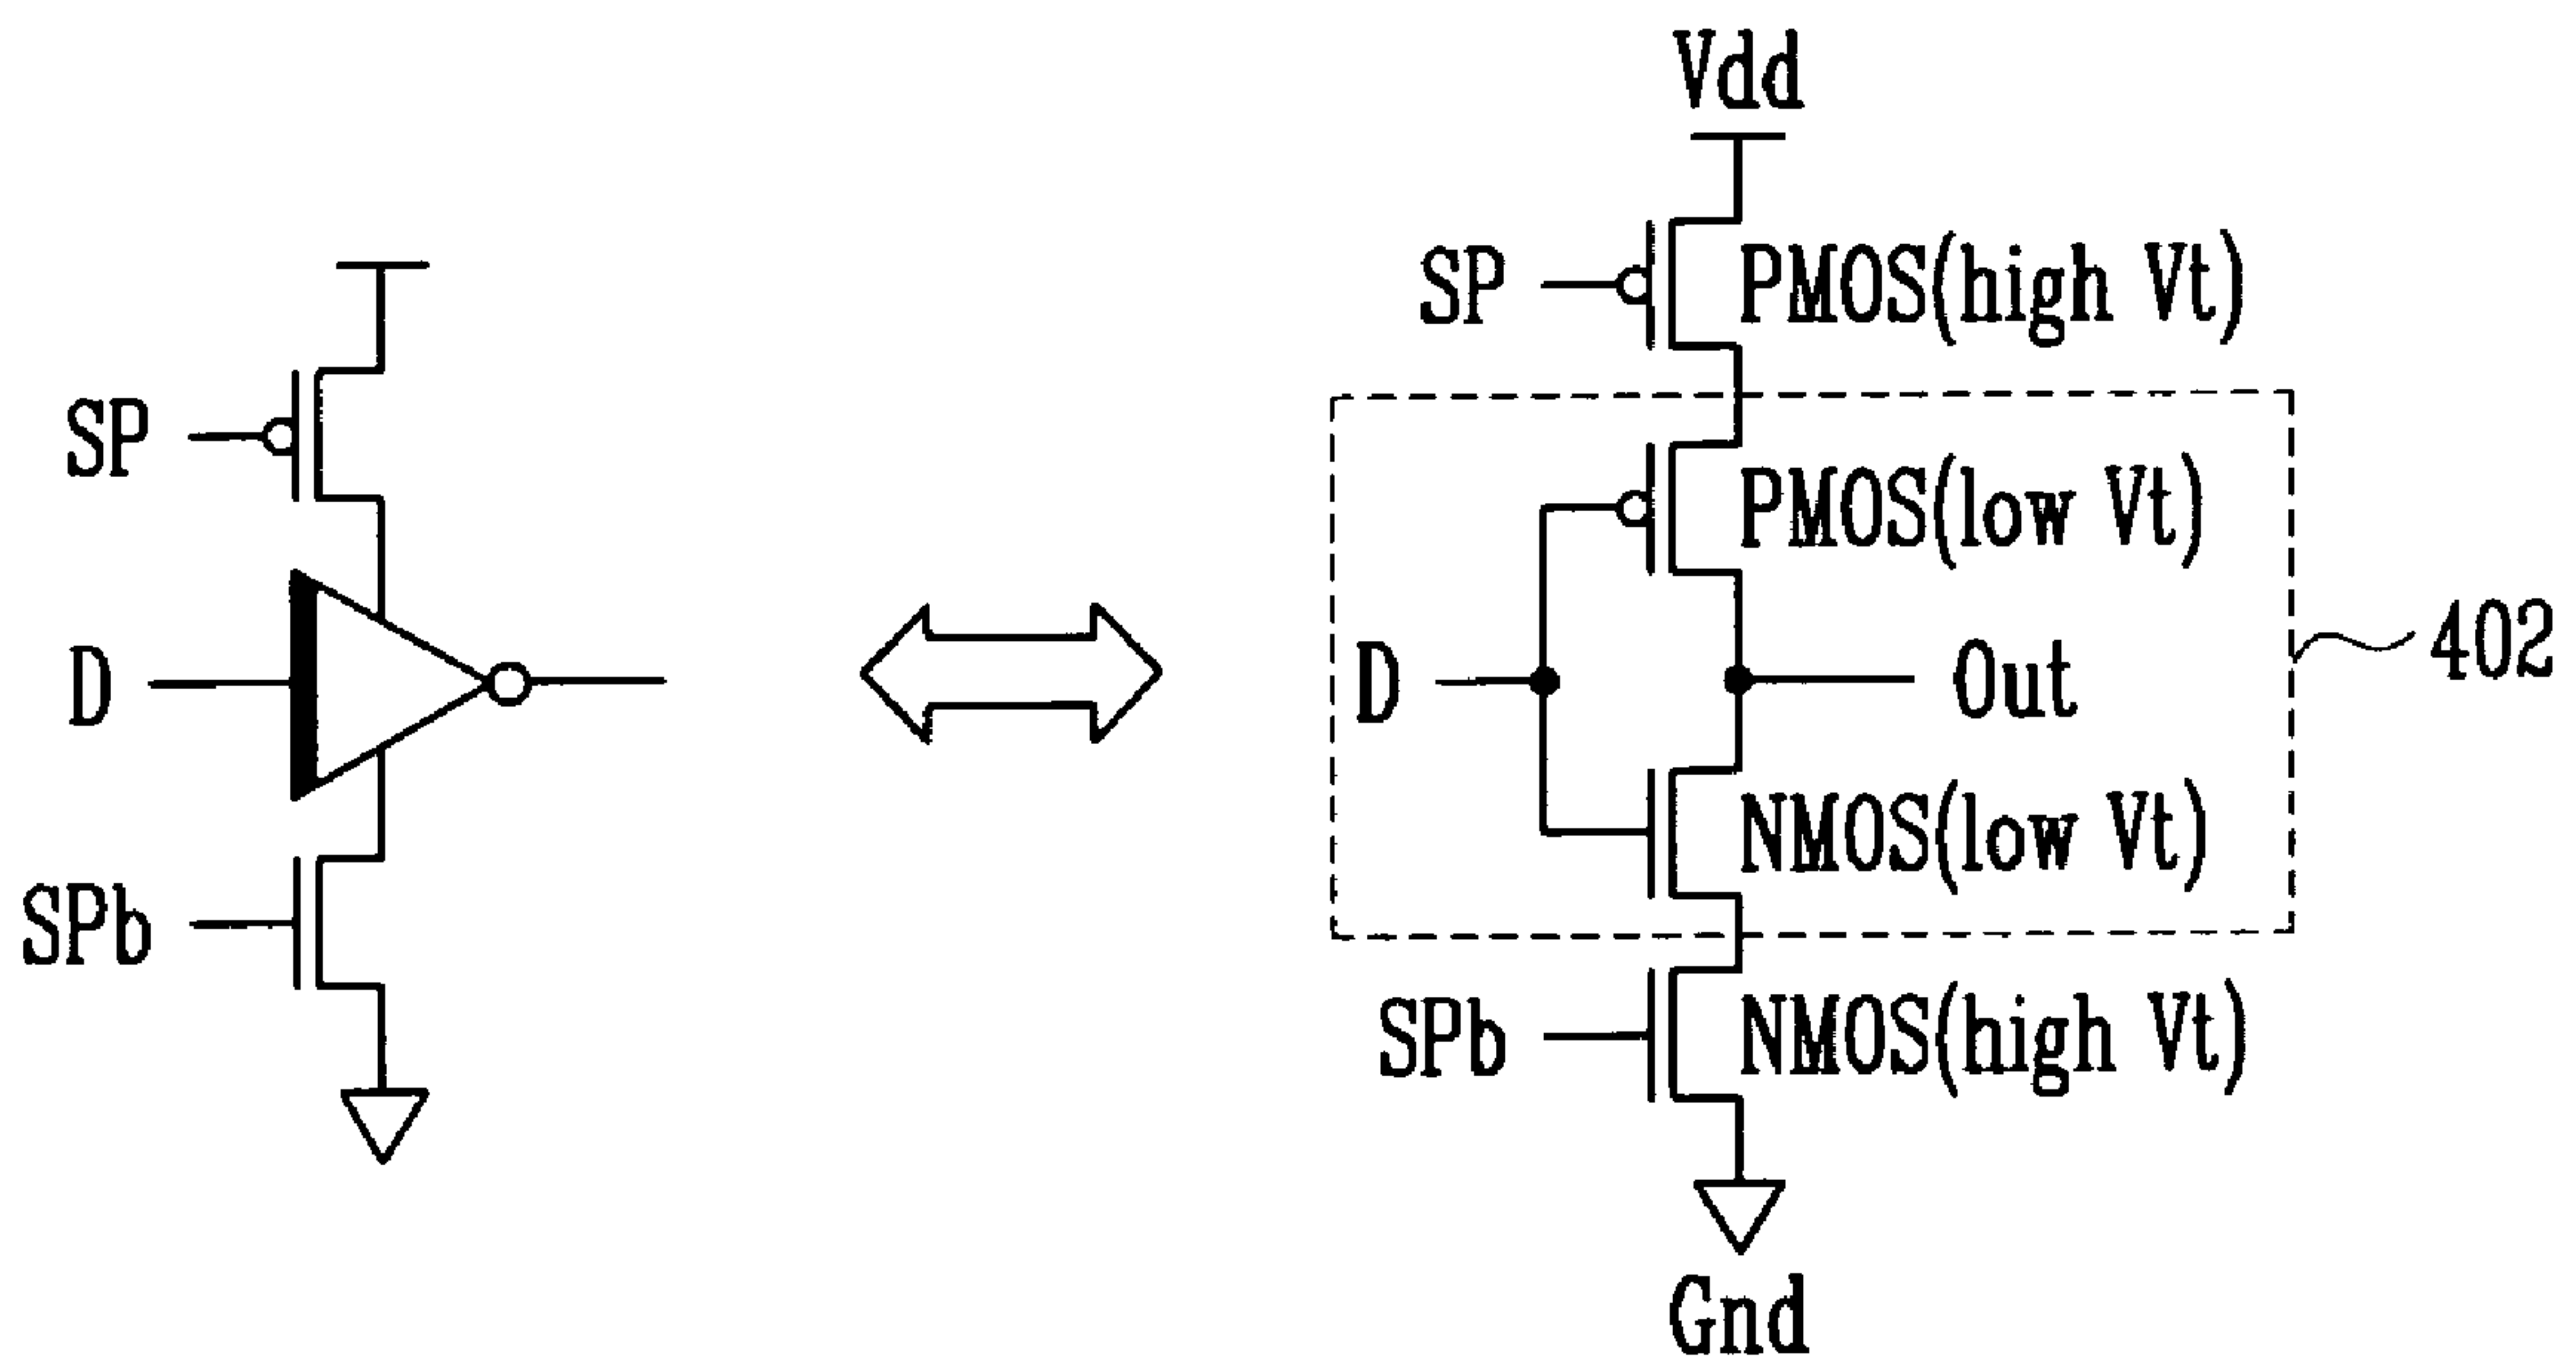 SP
D
SPb
Vdd
SP PMOS(high Vt)
PMOS(low Vt)
D Out 402
NMOS(low Vt)
SPb NMOS(high Vt)
Gnd